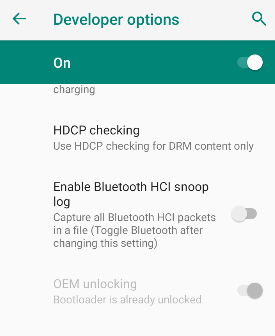 Developer options
On
charging
HDCP checking
Use HDCP checking for DRM content only
Enable Bluetooth HCI snoop
log
Capture all Bluetooth HCI packets
in a file (Toggle Bluetooth after
changing this setting)
OEM unlocking
Bootloader is already unlocked